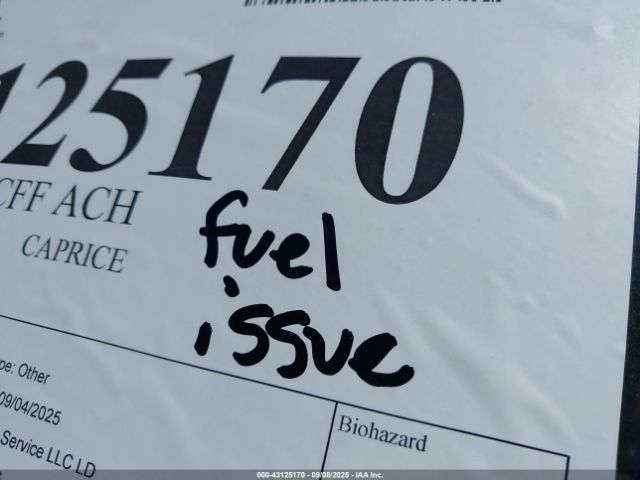 125170
CFF ACH
CAPRICE
fuel
issue
pe: Other
09/04/2025
Service LLC LD
Biohazard
000-43125170 - 09/08/2025 - IAA Inc.